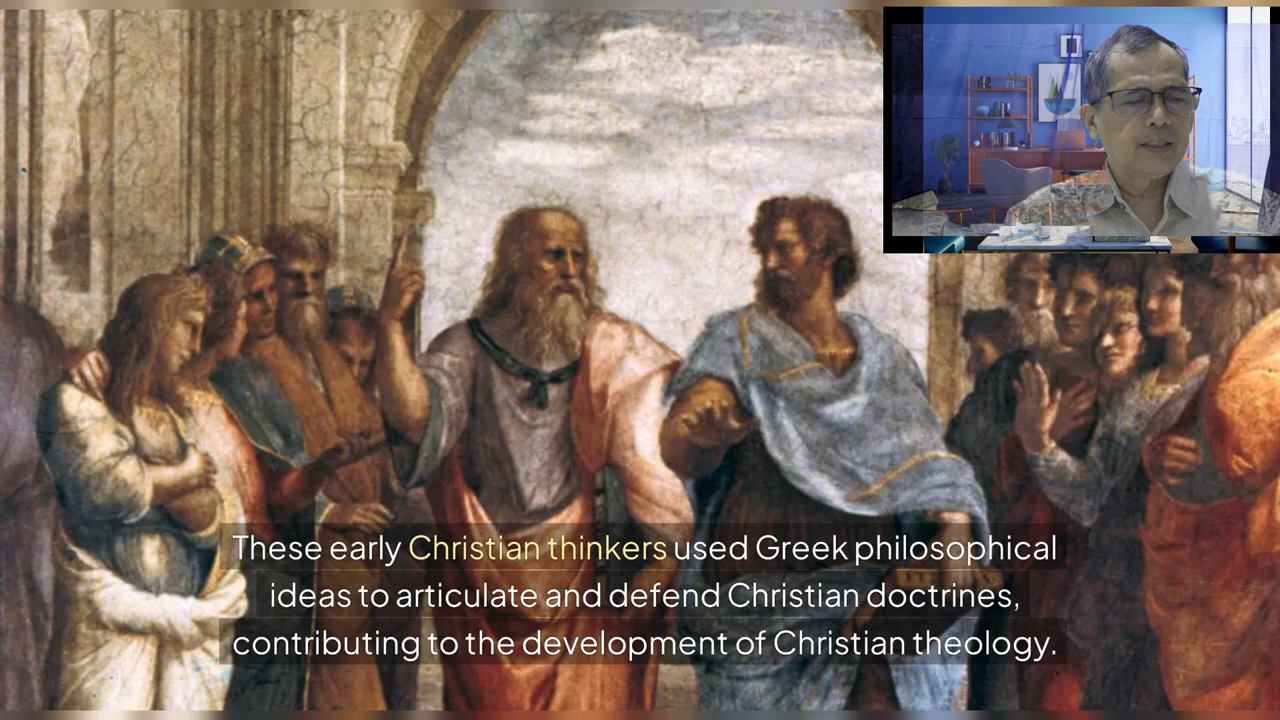 These early Christian thinkers used Greek philosophical
ideas to articulate and defend Christian doctrines,
contributing to the development of Christian theology.